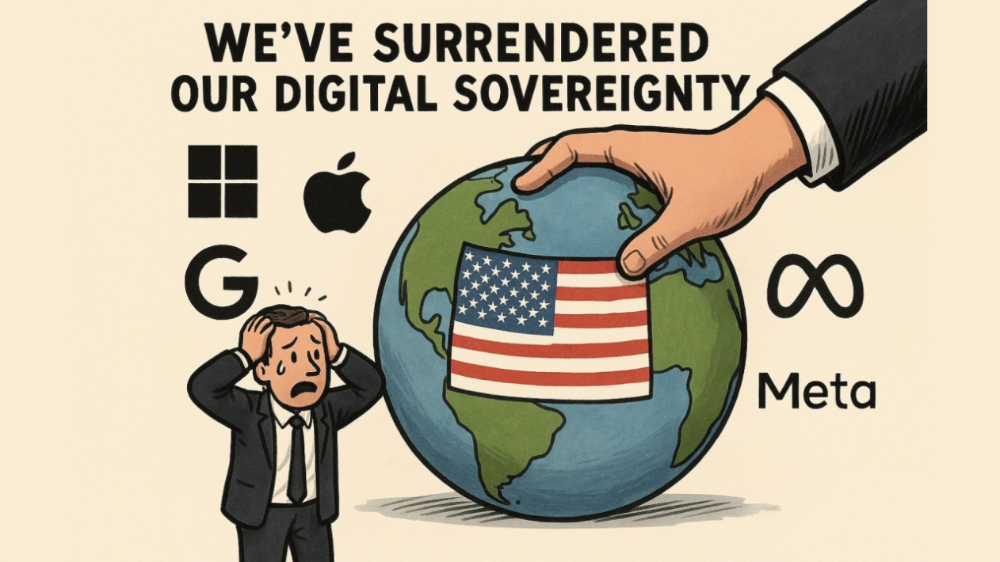 WE'VE SURRENDERED
OUR DIGITAL SOVEREIGNTY
G
Meta